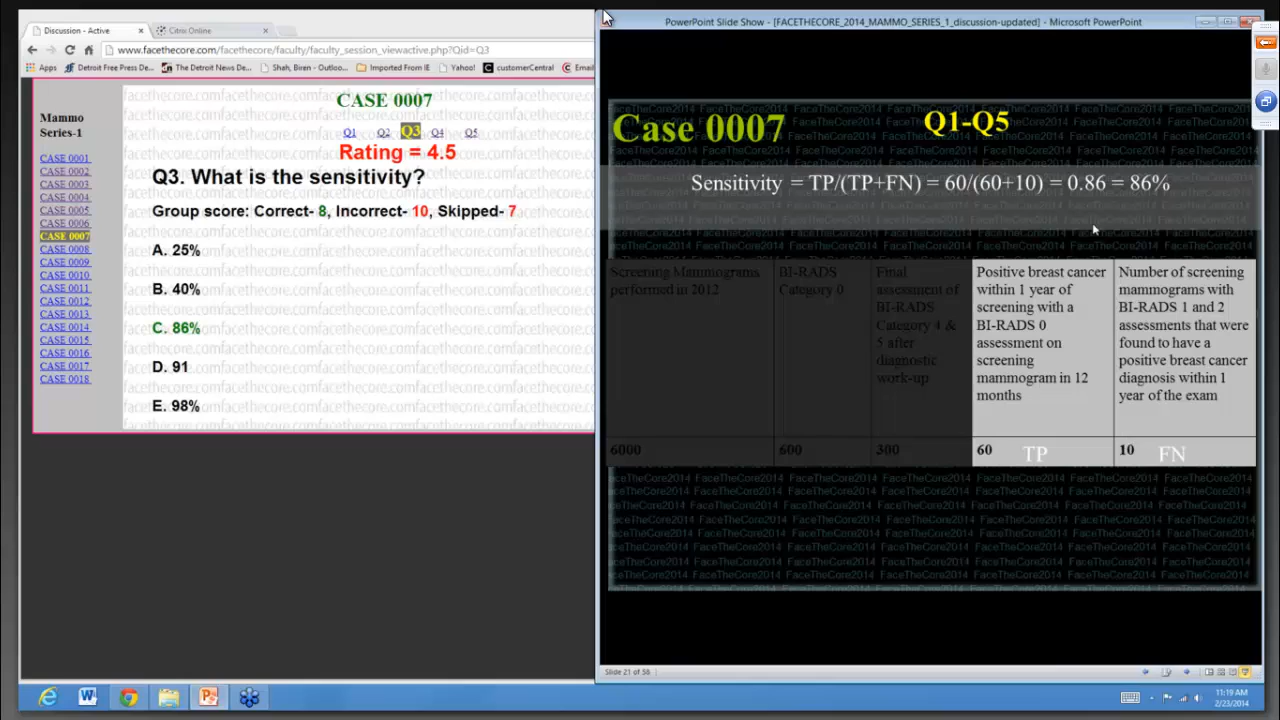 Discussion - Active
Citrix Online
www.facethecore.com/facethecore/faculty/faculty_session_viewactive.php?Qid=Q3
Apps
Detroit Free Press De...
The Detroit News De...
Shah, Biren - Outloo...
Imported From IE
Yahoo!
customerCentral
Email
Mammo
Series-1
CASE 0001
CASE 0002
CASE 0003
CASE 0004
CASE 0005
CASE 0006
CASE 0007
CASE 0008
CASE 0009
CASE 0010
CASE 0011
CASE 0012
CASE 0013
CASE 0014
CASE 0015
CASE 0016
CASE 0017
CASE 0018
CASE 0007
Q1 Q2 Q3 Q4 Q5
Rating = 4.5
Q3. What is the sensitivity?
Group score: Correct- 8, Incorrect- 10, Skipped- 7
A. 25%
B. 40%
C. 86%
D. 91
E. 98%
PowerPoint Slide Show - [FACETHECORE_2014_MAMMO_SERIES_1_discussion-updated] - Microsoft PowerPoint
Case 0007
Q1-Q5
Sensitivity = TP/(TP+FN) = 60/(60+10) = 0.86 = 86%
Screening Mammograms
performed in 2012
BI-RADS
Category 0
Final
assessment of
BI-RADS
Category 4 &
5 after
diagnostic
work-up
Positive breast cancer
within 1 year of
screening with a
BI-RADS 0
assessment on
screening
mammogram in 12
months
Number of screening
mammograms with
BI-RADS 1 and 2
assessments that were
found to have a
positive breast cancer
diagnosis within 1
year of the exam
6000
600
300
60 TP
10 FN
Slide 21 of 58
11:19 AM
2/23/2014